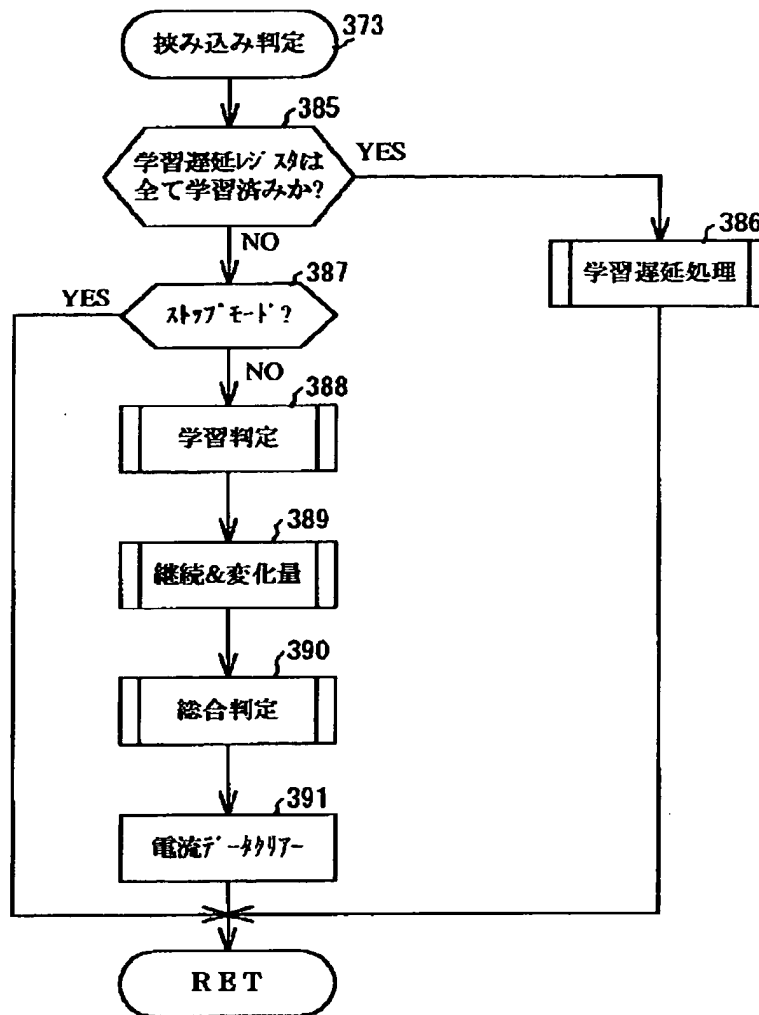 挟み込み判定
373
385
学習遅延レジスタは
全て学習済みか?
YES
NO
386
学習遅延処理
387
YES
ストップモード?
NO
388
学習判定
389
継続&変化量
390
総合判定
391
電流データクリアー
RET